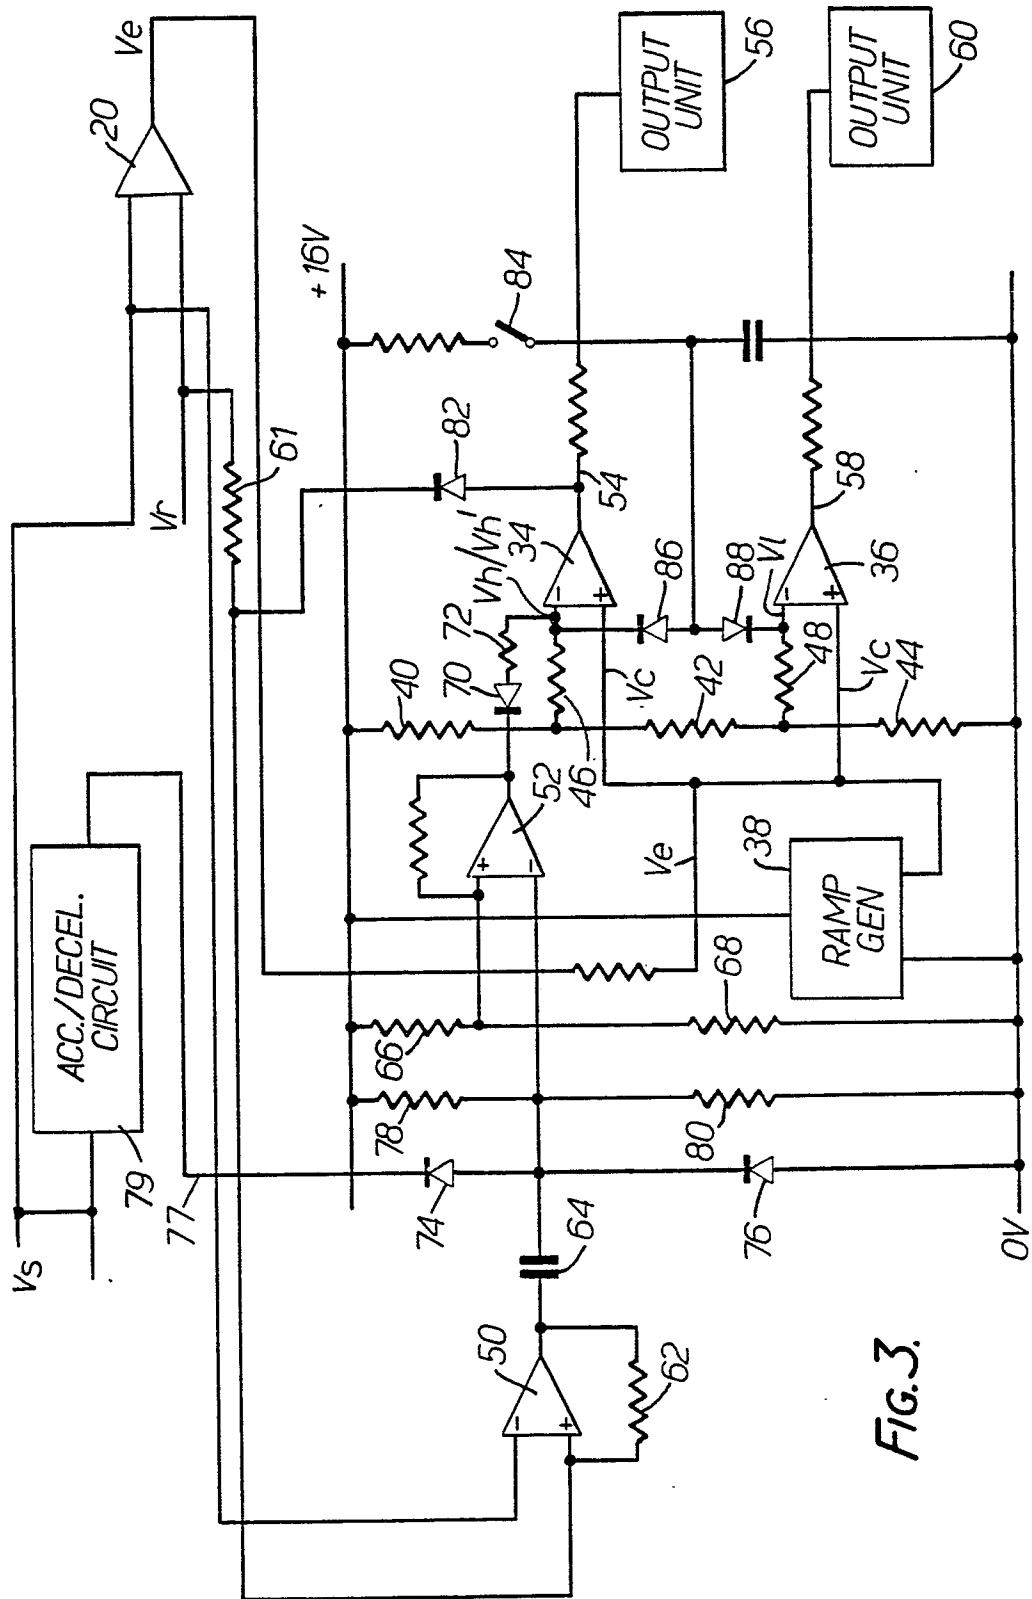 Vs
ACC./DECEL.
CIRCUIT
79
77
20
Ve
Vr
61
+16V
84
82
OUTPUT
UNIT
56
OUTPUT
UNIT
60
54
58
Vh/Vh'
34
72
70
40
46
Vc
42
86
88
Vl
36
48
Vc
44
52
+
−
−
+
−
+
Ve
38
RAMP
GEN
66
68
78
80
74
76
64
50
−
+
62
0V
FIG.3.